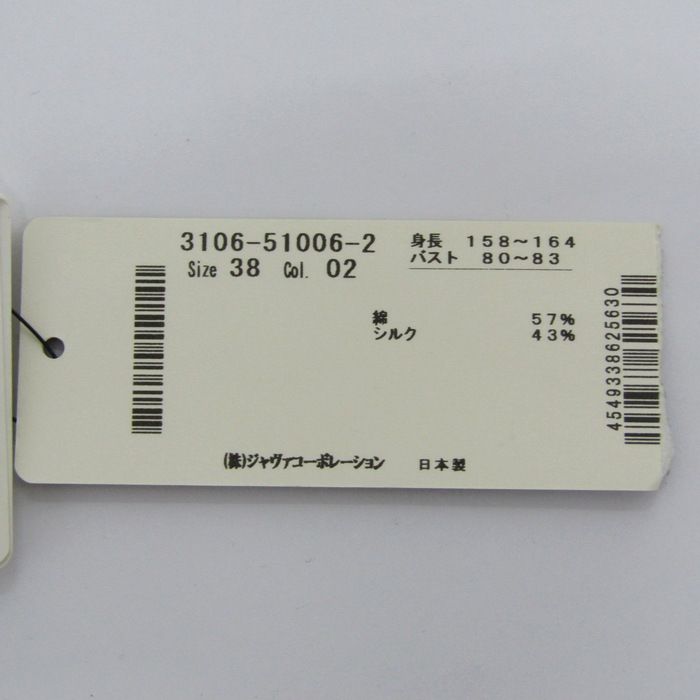 3106-51006-2
Size 38 Col. 02
身長 158～164
バスト 80～83
綿 57%
シルク 43%
4549338625630
(株)ジャヴァコーポレーション 日本製